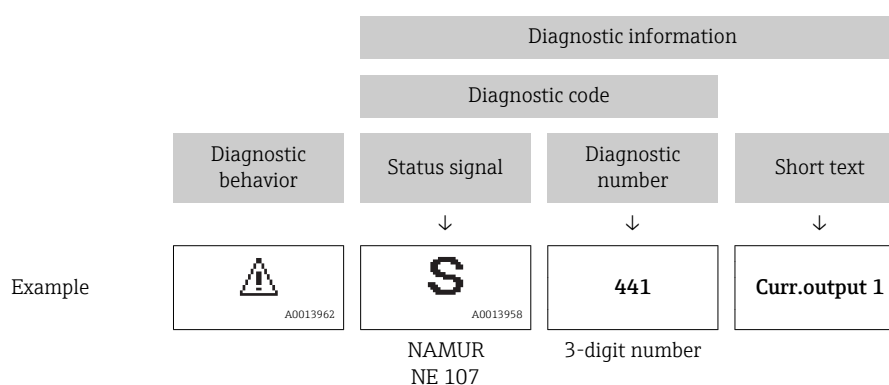 Diagnostic information
Diagnostic code
Diagnostic
behavior
Status signal
Diagnostic
number
Short text
↓ ↓ ↓
Example
S
441
Curr.output 1
A0013962
A0013958
NAMUR
NE 107
3-digit number